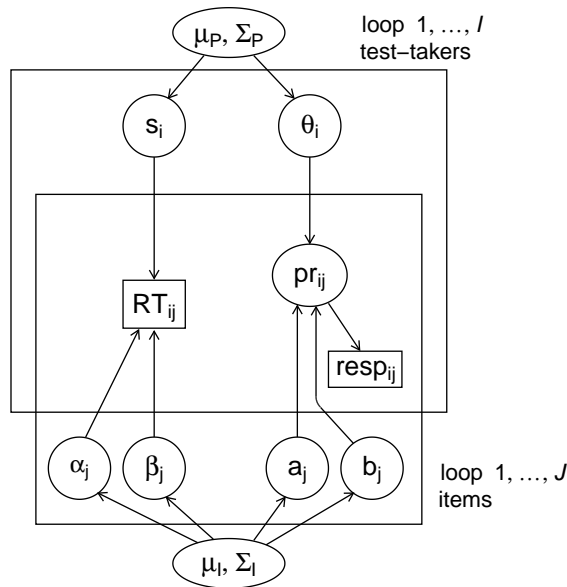 μP, ΣP
loop 1, …, I
test−takers
si
θi
RTij
prij
respij
αj
βj
aj
bj
loop 1, …, J
items
μI, ΣI